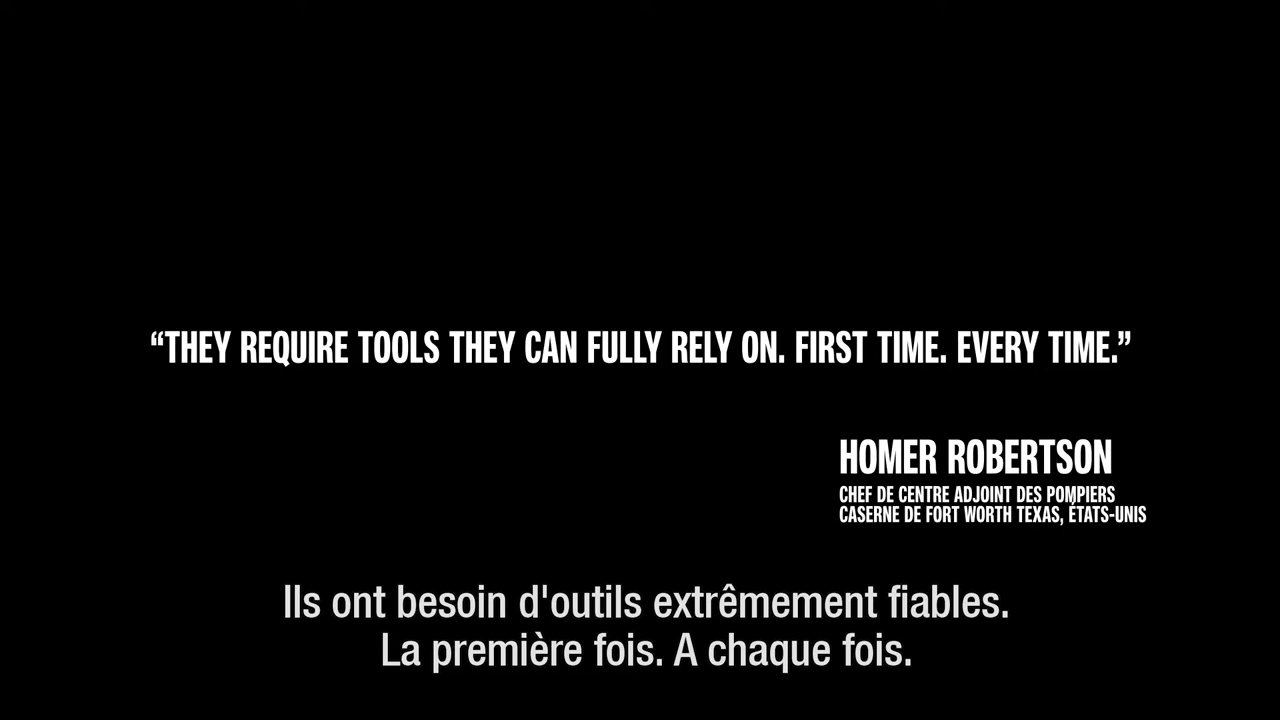 “THEY REQUIRE TOOLS THEY CAN FULLY RELY ON. FIRST TIME. EVERY TIME.”
HOMER ROBERTSON
CHEF DE CENTRE ADJOINT DES POMPIERS
CASERNE DE FORT WORTH TEXAS, ÉTATS-UNIS
Ils ont besoin d'outils extrêmement fiables.
La première fois. A chaque fois.